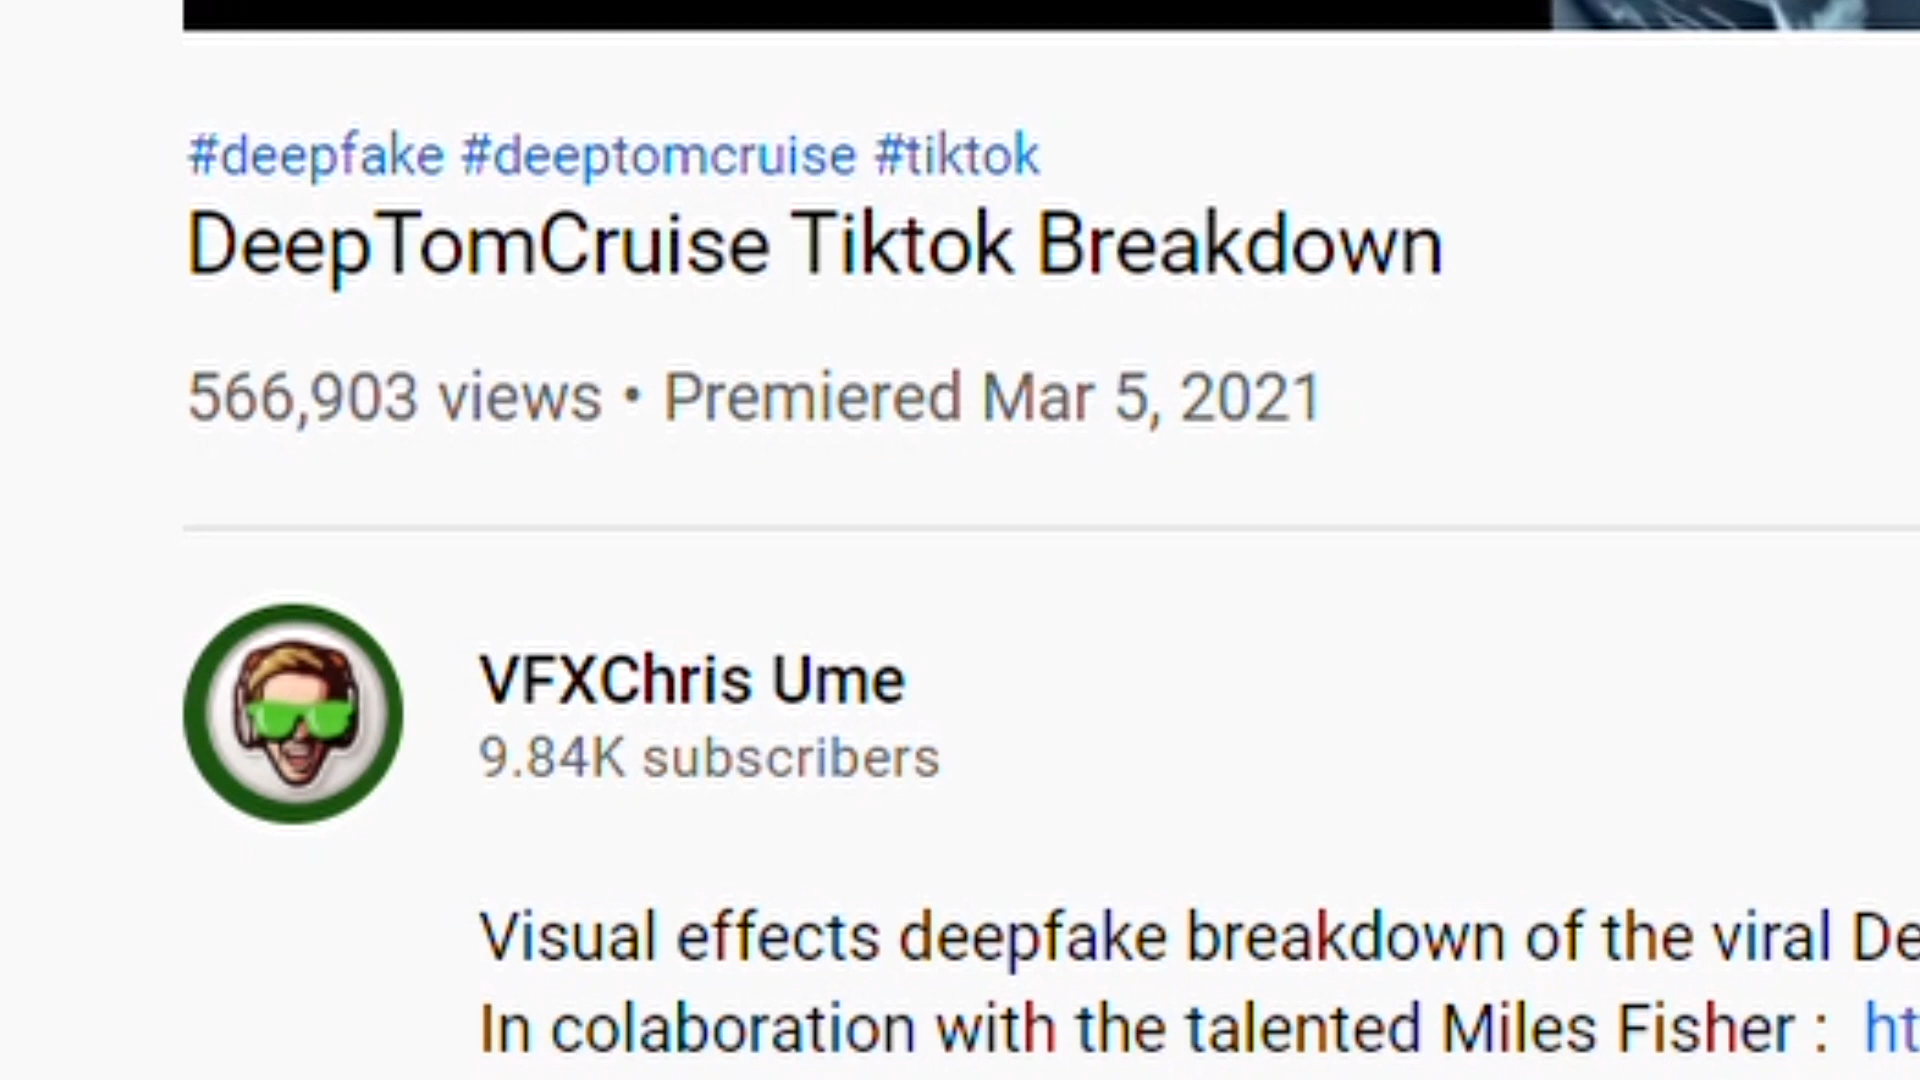 #deepfake #deeptomcruise #tiktok
DeepTomCruise Tiktok Breakdown
566,903 views • Premiered Mar 5, 2021
VFXChris Ume
9.84K subscribers
Visual effects deepfake breakdown of the viral De
In colaboration with the talented Miles Fisher : ht